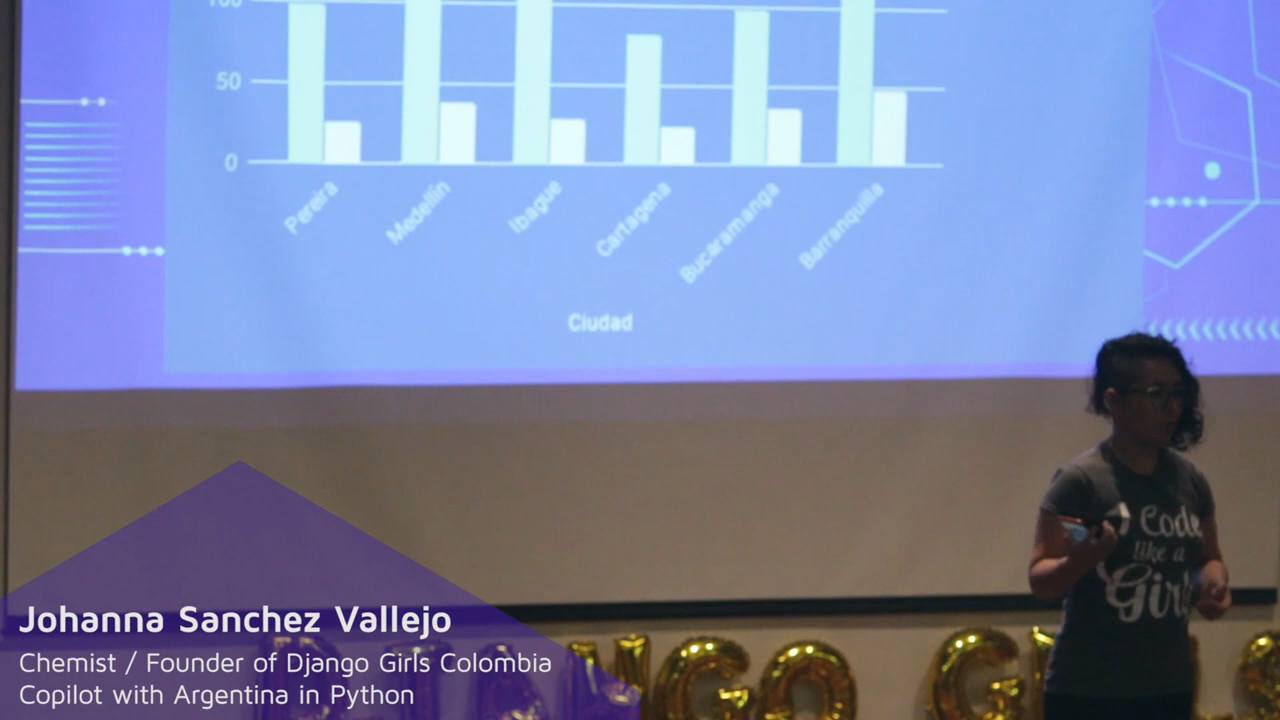 100
50
0
Pereira
Medellín
Ibague
Cartagena
Bucaramanga
Barranquilla
Ciudad
Code
like a
Girl
Johanna Sanchez Vallejo
Chemist / Founder of Django Girls Colombia
Copilot with Argentina in Python